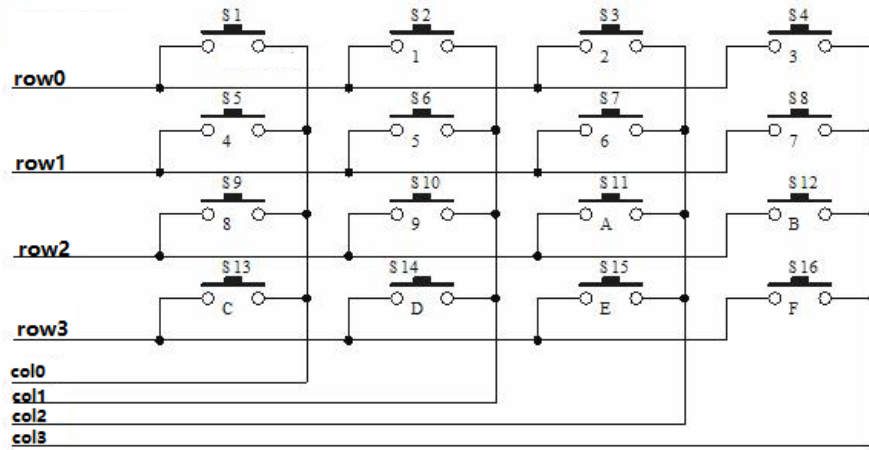 S1 S2 S3 S4
1 2 3
row0
S5 S6 S7 S8
4 5 6 7
row1
S9 S10 S11 S12
8 9 A B
row2
S13 S14 S15 S16
C D E F
row3
col0
col1
col2
col3